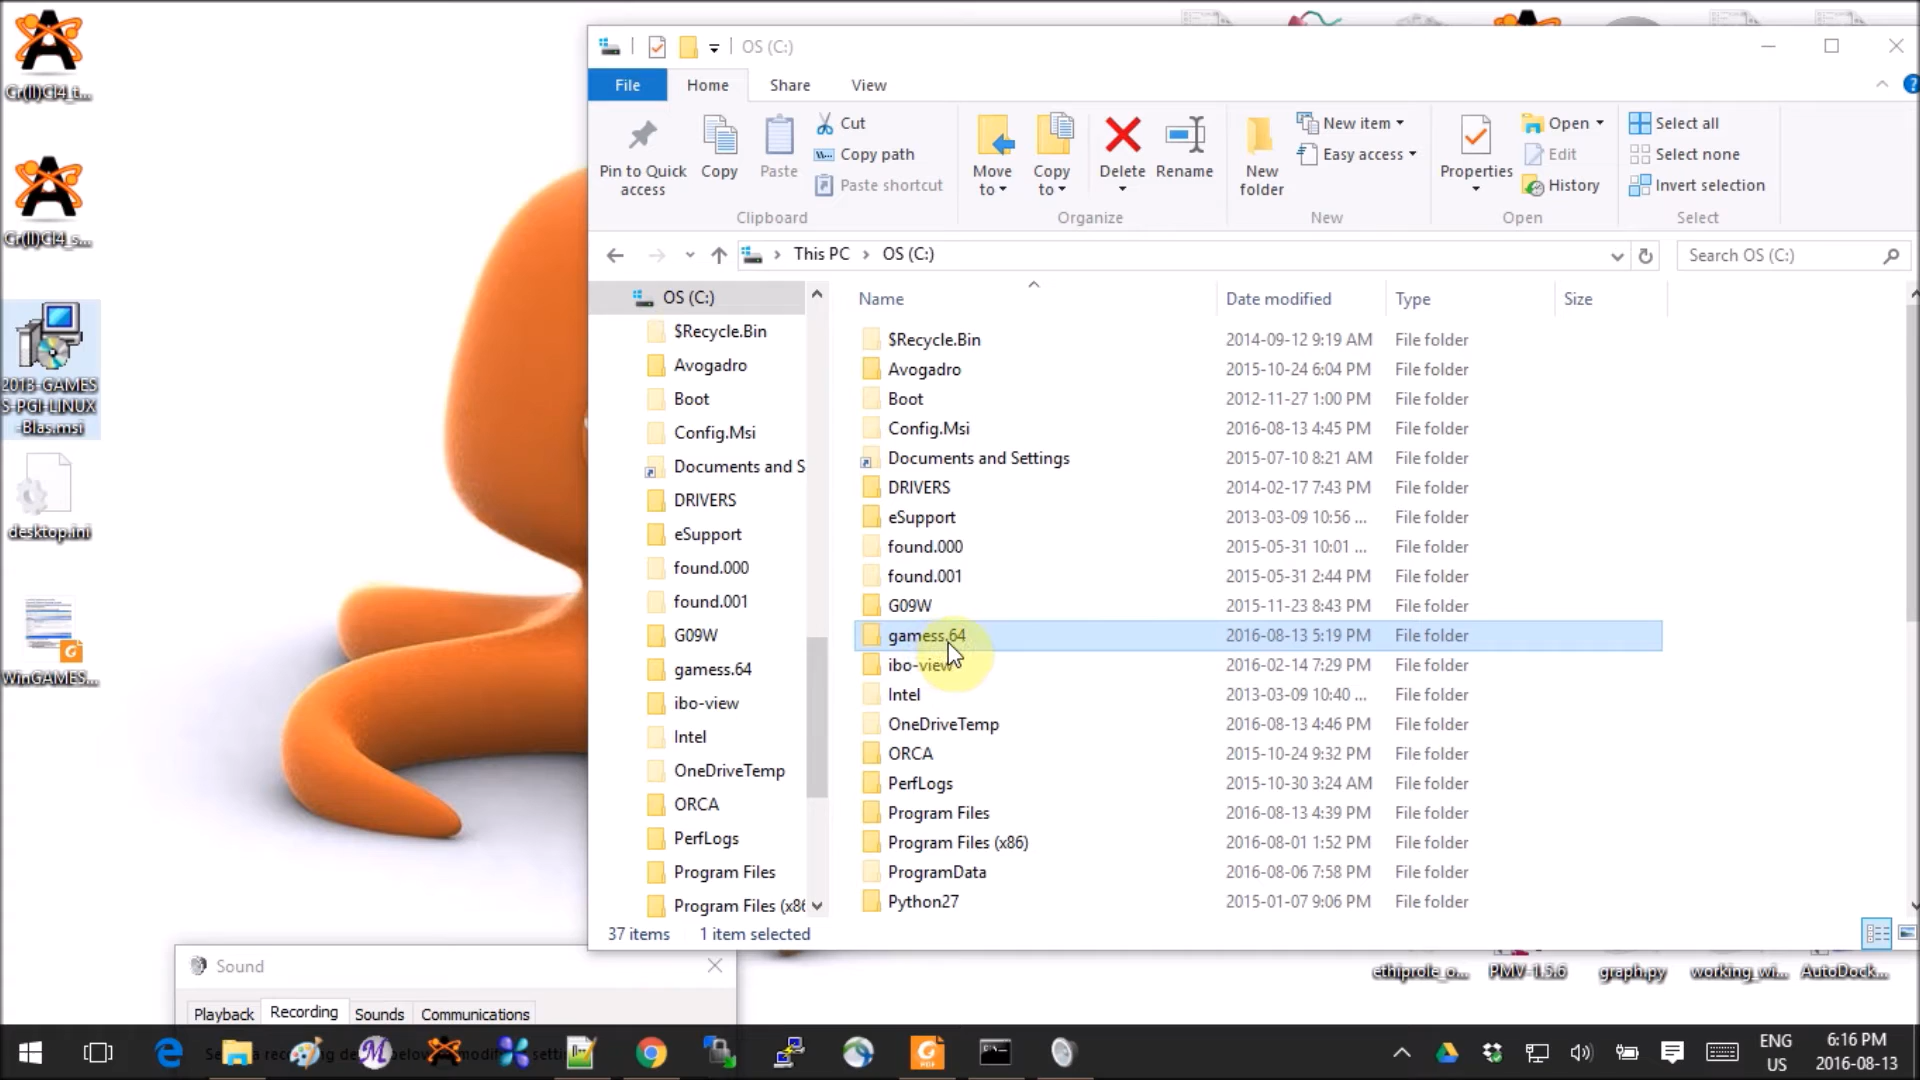 Cr(II)Cl4_t...
Cr(II)Cl4_s...
2013-GAMES
S-PGI-LINUX
-Blas.msi
desktop.ini
WinGAMES...
OS (C:)
File
Home
Share
View
Pin to Quick
access
Copy
Paste
Cut
Copy path
Paste shortcut
Clipboard
Move
to
Copy
to
Delete
Rename
Organize
New
folder
New item
Easy access
New
Properties
Open
Edit
History
Open
Select all
Select none
Invert selection
Select
This PC > OS (C:)
Search OS (C:)
OS (C:)
$Recycle.Bin
Avogadro
Boot
Config.Msi
Documents and S
DRIVERS
eSupport
found.000
found.001
G09W
gamess.64
ibo-view
Intel
OneDriveTemp
ORCA
PerfLogs
Program Files
Program Files (x86
Name Date modified Type Size
$Recycle.Bin 2014-09-12 9:19 AM File folder
Avogadro 2015-10-24 6:04 PM File folder
Boot 2012-11-27 1:00 PM File folder
Config.Msi 2016-08-13 4:45 PM File folder
Documents and Settings 2015-07-10 8:21 AM File folder
DRIVERS 2014-02-17 7:43 PM File folder
eSupport 2013-03-09 10:56 ... File folder
found.000 2015-05-31 10:01 ... File folder
found.001 2015-05-31 2:44 PM File folder
G09W 2015-11-23 8:43 PM File folder
gamess.64 2016-08-13 5:19 PM File folder
ibo-view 2016-02-14 7:29 PM File folder
Intel 2013-03-09 10:40 ... File folder
OneDriveTemp 2016-08-13 4:46 PM File folder
ORCA 2015-10-24 9:32 PM File folder
PerfLogs 2015-10-30 3:24 AM File folder
Program Files 2016-08-13 4:39 PM File folder
Program Files (x86) 2016-08-01 1:52 PM File folder
ProgramData 2016-08-06 7:58 PM File folder
Python27 2015-01-07 9:06 PM File folder
37 items 1 item selected
Sound
Playback Recording Sounds Communications
ethiprole_o... PMV-1.5.6 graph.py working_wi... AutoDock...
ENG
US
6:16 PM
2016-08-13